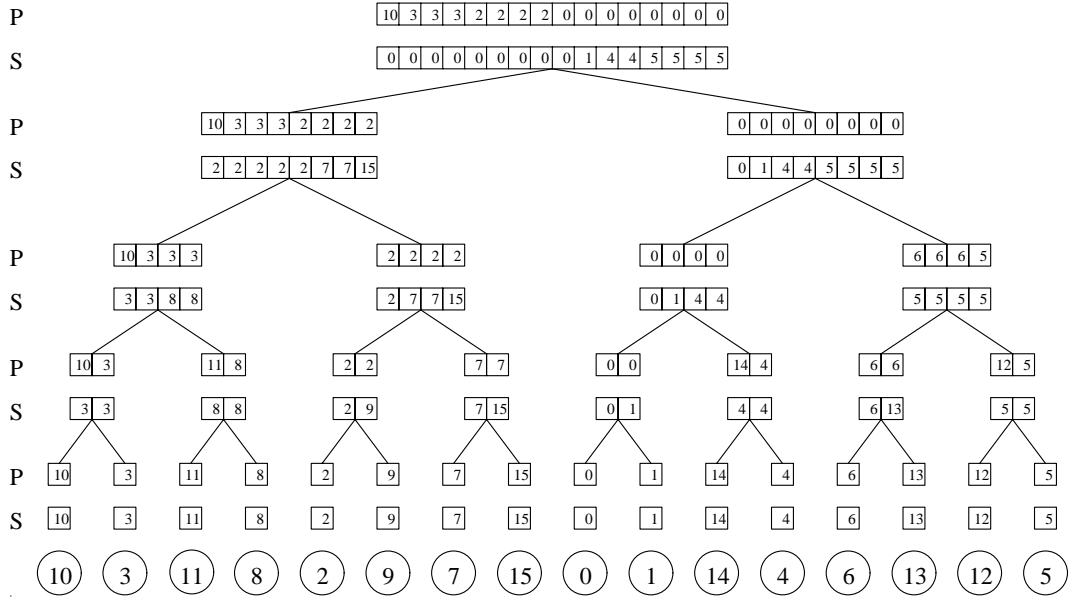 P 10 3 3 3 2 2 2 2 0 0 0 0 0 0 0 0
S 0 0 0 0 0 0 0 0 0 1 4 4 5 5 5 5
P 10 3 3 3 2 2 2 2 0 0 0 0 0 0 0 0
S 2 2 2 2 2 7 7 15 0 1 4 4 5 5 5 5
P 10 3 3 3 2 2 2 2 0 0 0 0 6 6 6 5
S 3 3 8 8 2 7 7 15 0 1 4 4 5 5 5 5
P 10 3 11 8 2 2 7 7 0 0 14 4 6 6 12 5
S 3 3 8 8 2 9 7 15 0 1 4 4 6 13 5 5
P 10 3 11 8 2 9 7 15 0 1 14 4 6 13 12 5
S 10 3 11 8 2 9 7 15 0 1 14 4 6 13 12 5
10 3 11 8 2 9 7 15 0 1 14 4 6 13 12 5